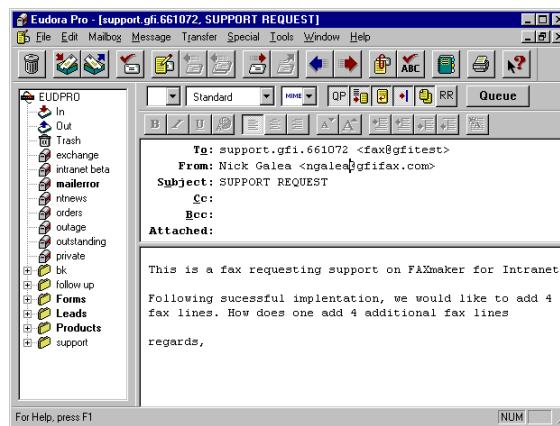 Eudora Pro - [support.gfi.661072, SUPPORT REQUEST]
File Edit Mailbox Message Transfer Special Tools Window Help
ABC
Standard MIME QP RR Queue
B I U
EUDPRO
In
Out
Trash
exchange
intranet beta
mailerror
ntnews
orders
outage
outstanding
private
bk
follow up
Forms
Leads
Products
support
To: support.gfi.661072 <fax@gfitest>
From: Nick Galea <ngalea@gfifax.com>
Subject: SUPPORT REQUEST
Cc:
Bcc:
Attached:
This is a fax requesting support on FAXmaker for Intranet
Following sucessful implentation, we would like to add 4
fax lines. How does one add 4 additional fax lines
regards,
For Help, press F1
NUM